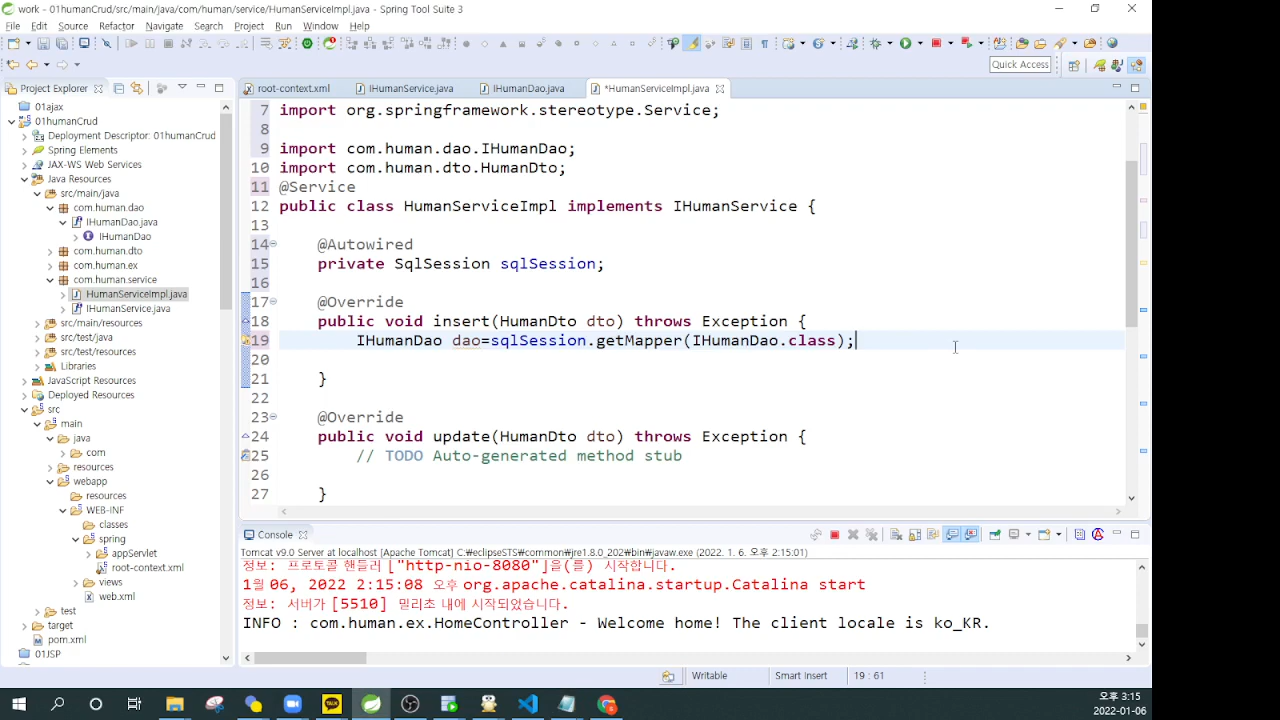 work - 01humanCrud/src/main/java/com/human/service/HumanServiceImpl.java - Spring Tool Suite 3
File Edit Source Refactor Navigate Search Project Run Window Help
Quick Access
Project Explorer
01ajax
01humanCrud
Deployment Descriptor: 01humanCrud
Spring Elements
JAX-WS Web Services
Java Resources
src/main/java
com.human.dao
IHumanDao.java
IHumanDao
com.human.dto
com.human.ex
com.human.service
HumanServiceImpl.java
IHumanService.java
src/main/resources
src/test/java
src/test/resources
Libraries
JavaScript Resources
Deployed Resources
src
main
java
com
resources
webapp
resources
WEB-INF
classes
spring
appServlet
root-context.xml
views
web.xml
test
target
pom.xml
01JSP
root-context.xml IHumanService.java IHumanDao.java *HumanServiceImpl.java
7 import org.springframework.stereotype.Service;
8
9 import com.human.dao.IHumanDao;
10 import com.human.dto.HumanDto;
11 @Service
12 public class HumanServiceImpl implements IHumanService {
13
14 @Autowired
15 private SqlSession sqlSession;
16
17 @Override
18 public void insert(HumanDto dto) throws Exception {
19 IHumanDao dao=sqlSession.getMapper(IHumanDao.class);
20
21 }
22
23 @Override
24 public void update(HumanDto dto) throws Exception {
25 // TODO Auto-generated method stub
26
27 }
Console
Tomcat v9.0 Server at localhost [Apache Tomcat] C:\eclipseSTS\common\jre1.8.0_202\bin\javaw.exe (2022. 1. 6. 오후 2:15:01)
정보: 프로토콜 핸들러 ["http-nio-8080"]을(를) 시작합니다.
1월 06, 2022 2:15:08 오후 org.apache.catalina.startup.Catalina start
정보: 서버가 [5510] 밀리초 내에 시작되었습니다.
INFO : com.human.ex.HomeController - Welcome home! The client locale is ko_KR.
Writable Smart Insert 19 : 61
TALK
오후 3:15
2022-01-06